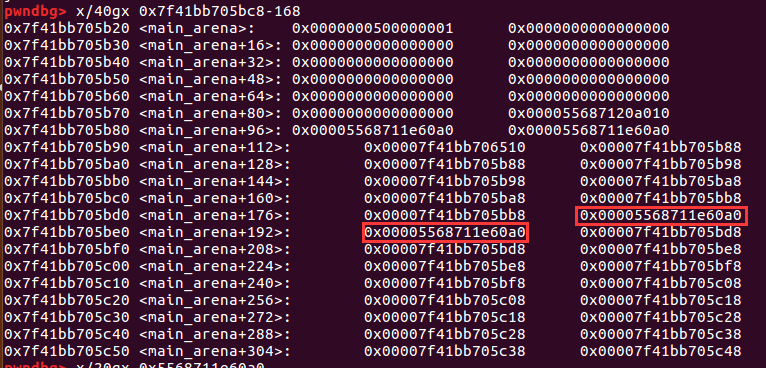 pwndbg> x/40gx 0x7f41bb705bc8-168
0x7f41bb705b20 <main_arena>: 0x0000000500000001 0x0000000000000000
0x7f41bb705b30 <main_arena+16>: 0x0000000000000000 0x0000000000000000
0x7f41bb705b40 <main_arena+32>: 0x0000000000000000 0x0000000000000000
0x7f41bb705b50 <main_arena+48>: 0x0000000000000000 0x0000000000000000
0x7f41bb705b60 <main_arena+64>: 0x0000000000000000 0x0000000000000000
0x7f41bb705b70 <main_arena+80>: 0x0000000000000000 0x000055687120a010
0x7f41bb705b80 <main_arena+96>: 0x00005568711e60a0 0x00005568711e60a0
0x7f41bb705b90 <main_arena+112>: 0x00007f41bb706510 0x00007f41bb705b88
0x7f41bb705ba0 <main_arena+128>: 0x00007f41bb705b88 0x00007f41bb705b98
0x7f41bb705bb0 <main_arena+144>: 0x00007f41bb705b98 0x00007f41bb705ba8
0x7f41bb705bc0 <main_arena+160>: 0x00007f41bb705ba8 0x00007f41bb705bb8
0x7f41bb705bd0 <main_arena+176>: 0x00007f41bb705bb8 0x00005568711e60a0
0x7f41bb705be0 <main_arena+192>: 0x00005568711e60a0 0x00007f41bb705bd8
0x7f41bb705bf0 <main_arena+208>: 0x00007f41bb705bd8 0x00007f41bb705be8
0x7f41bb705c00 <main_arena+224>: 0x00007f41bb705be8 0x00007f41bb705bf8
0x7f41bb705c10 <main_arena+240>: 0x00007f41bb705bf8 0x00007f41bb705c08
0x7f41bb705c20 <main_arena+256>: 0x00007f41bb705c08 0x00007f41bb705c18
0x7f41bb705c30 <main_arena+272>: 0x00007f41bb705c18 0x00007f41bb705c28
0x7f41bb705c40 <main_arena+288>: 0x00007f41bb705c28 0x00007f41bb705c38
0x7f41bb705c50 <main_arena+304>: 0x00007f41bb705c38 0x00007f41bb705c48
pwndbg> x/20gx 0x5568711e60a0